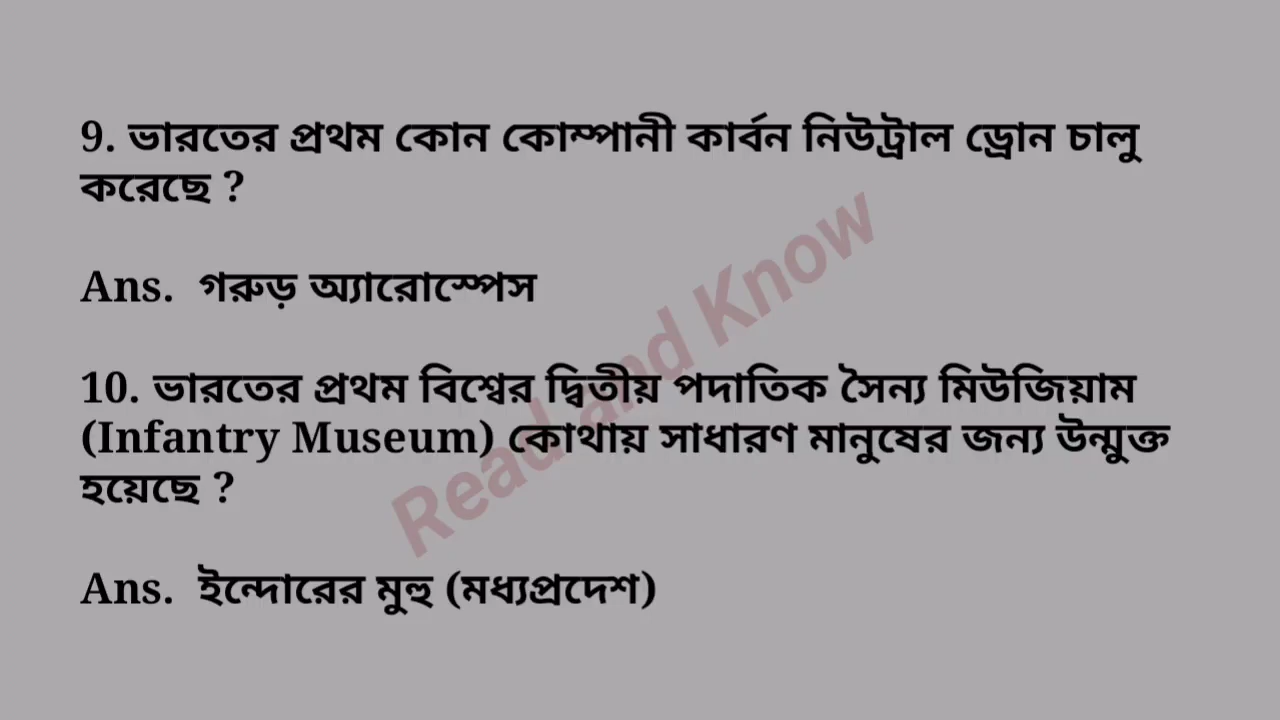 9. ভারতের প্রথম কোন কোম্পানী কার্বন নিউট্রাল ড্রোন চালু
করেছে ?
Ans. গরুড় অ্যারোস্পেস
10. ভারতের প্রথম বিশ্বের দ্বিতীয় পদাতিক সৈন্য মিউজিয়াম
(Infantry Museum) কোথায় সাধারণ মানুষের জন্য উন্মুক্ত
হয়েছে ?
Ans. ইন্দোরের মুহু (মধ্যপ্রদেশ)
Read and Know